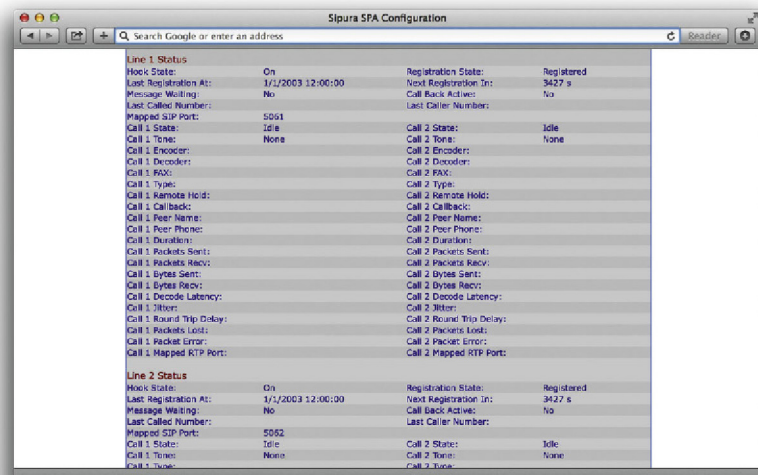 Sipura SPA Configuration
Search Google or enter an address
Reader
Line 1 Status
Hook State: On Registration State: Registered
Last Registration At: 1/1/2003 12:00:00 Next Registration In: 3427 s
Message Waiting: No Call Back Active: No
Last Called Number: Last Caller Number:
Mapped SIP Port: 5061
Call 1 State: Idle Call 2 State: Idle
Call 1 Tone: None Call 2 Tone: None
Call 1 Encoder: Call 2 Encoder:
Call 1 Decoder: Call 2 Decoder:
Call 1 FAX: Call 2 FAX:
Call 1 Type: Call 2 Type:
Call 1 Remote Hold: Call 2 Remote Hold:
Call 1 Callback: Call 2 Callback:
Call 1 Peer Name: Call 2 Peer Name:
Call 1 Peer Phone: Call 2 Peer Phone:
Call 1 Duration: Call 2 Duration:
Call 1 Packets Sent: Call 2 Packets Sent:
Call 1 Packets Recv: Call 2 Packets Recv:
Call 1 Bytes Sent: Call 2 Bytes Sent:
Call 1 Bytes Recv: Call 2 Bytes Recv:
Call 1 Decode Latency: Call 2 Decode Latency:
Call 1 Jitter: Call 2 Jitter:
Call 1 Round Trip Delay: Call 2 Round Trip Delay:
Call 1 Packets Lost: Call 2 Packets Lost:
Call 1 Packet Error: Call 2 Packet Error:
Call 1 Mapped RTP Port: Call 2 Mapped RTP Port:
Line 2 Status
Hook State: On Registration State: Registered
Last Registration At: 1/1/2003 12:00:00 Next Registration In: 3427 s
Message Waiting: No Call Back Active: No
Last Called Number: Last Caller Number:
Mapped SIP Port: 5062
Call 1 State: Idle Call 2 State: Idle
Call 1 Tone: None Call 2 Tone: None
Call 1 Type: Call 2 Type: